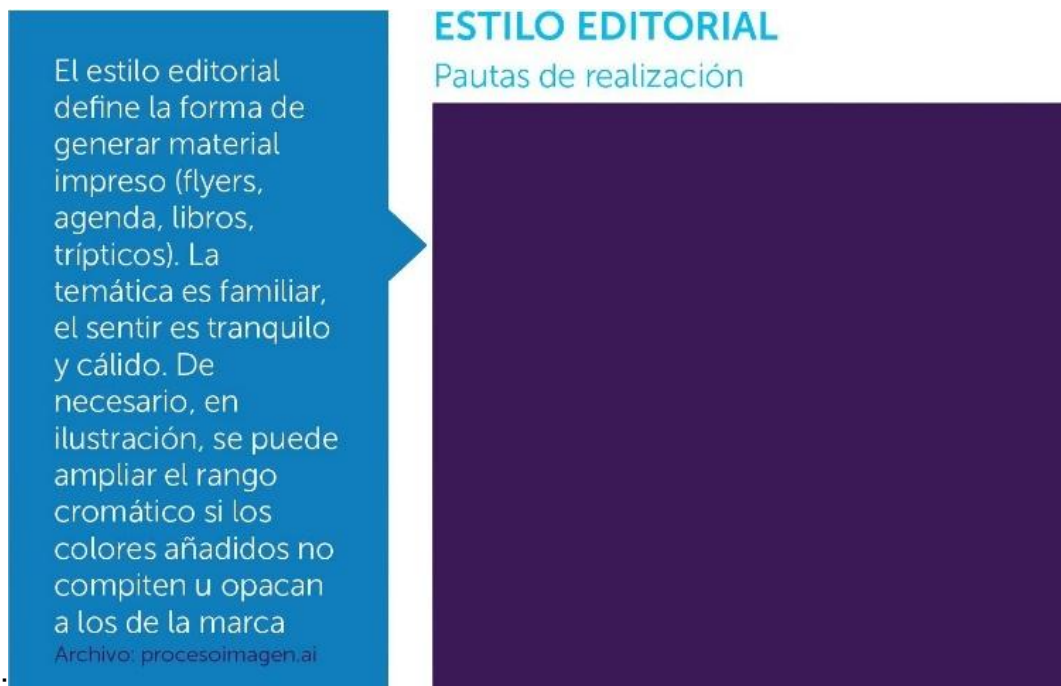 ESTILO EDITORIAL
Pautas de realización
El estilo editorial
define la forma de
generar material
impreso (flyers,
agenda, libros,
trípticos). La
temática es familiar,
el sentir es tranquilo
y cálido. De
necesario, en
ilustración, se puede
ampliar el rango
cromático si los
colores añadidos no
compiten u opacan
a los de la marca
Archivo: procesoimagen.ai
.